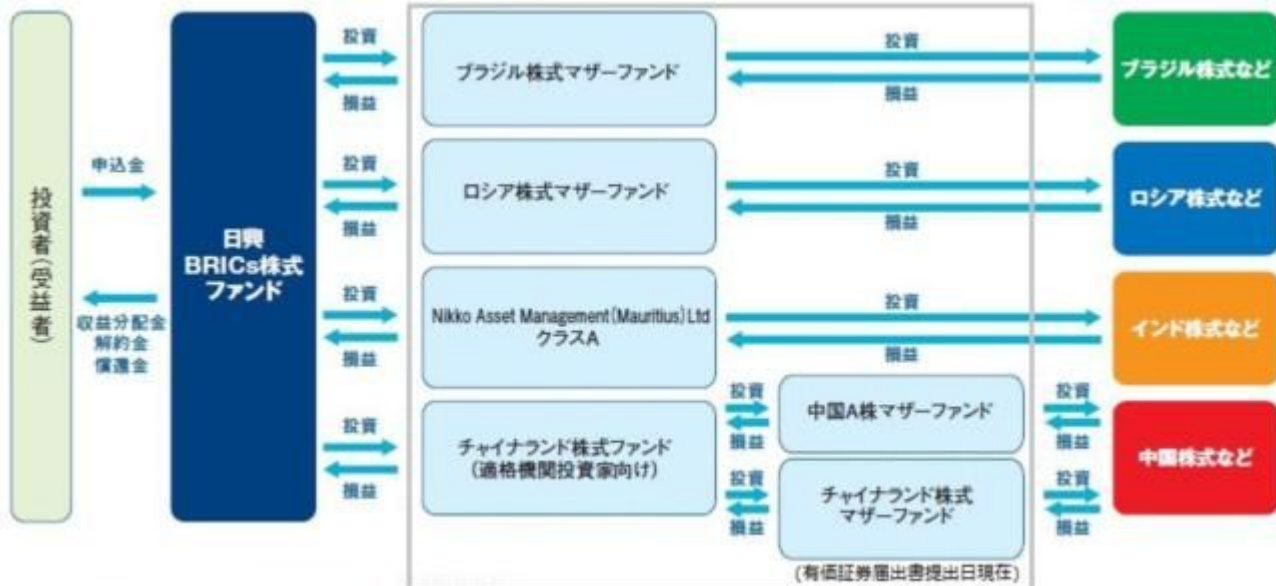 投資者(受益者)
申込金
収益分配金
解約金
償還金
日興
BRICs株式
ファンド
投資
損益
ブラジル株式マザーファンド
投資
損益
ブラジル株式など
投資
損益
ロシア株式マザーファンド
投資
損益
ロシア株式など
投資
損益
Nikko Asset Management(Mauritius)Ltd
クラスA
投資
損益
インド株式など
投資
損益
チャイナランド株式ファンド
(適格機関投資家向け)
投資
損益
中国A株マザーファンド
投資
損益
投資
損益
チャイナランド株式
マザーファンド
投資
損益
中国株式など
(有価証券届出書提出日現在)